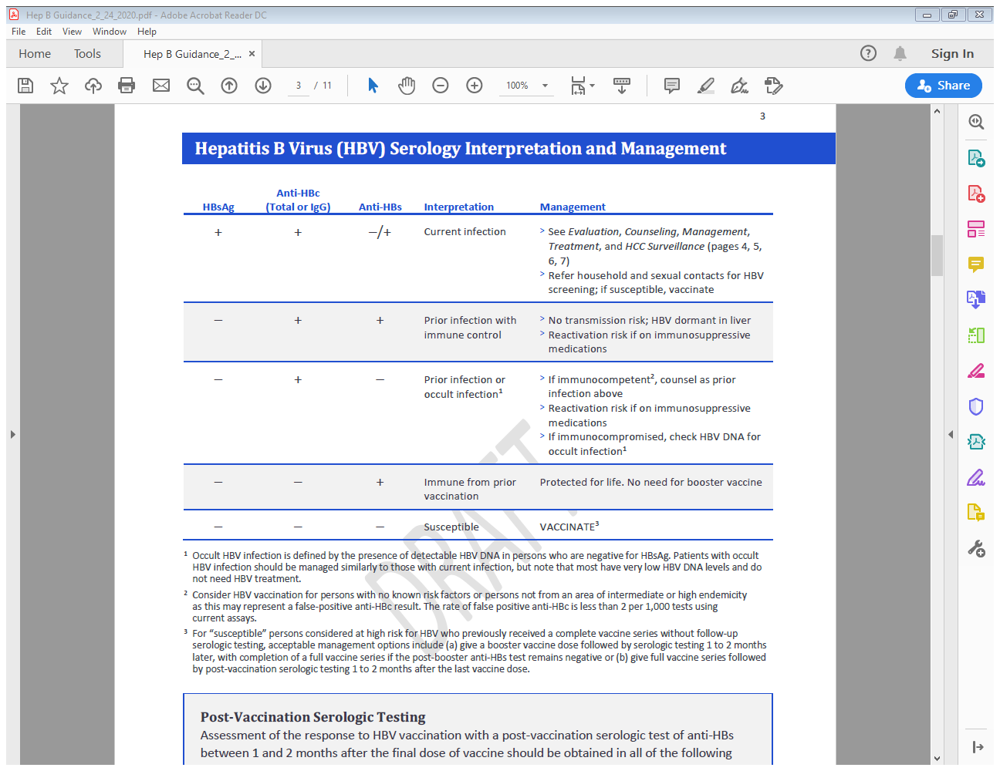 Hep B Guidance_2_24_2020.pdf - Adobe Acrobat Reader DC
File Edit View Window Help
Home Tools Hep B Guidance_2_... × Sign In
3 / 11 100% Share
3
Hepatitis B Virus (HBV) Serology Interpretation and Management
HBsAg Anti-HBc (Total or IgG) Anti-HBs Interpretation Management
+ + −/+ Current infection > See Evaluation, Counseling, Management,
Treatment, and HCC Surveillance (pages 4, 5,
6, 7)
> Refer household and sexual contacts for HBV
screening; if susceptible, vaccinate
− + + Prior infection with > No transmission risk; HBV dormant in liver
immune control > Reactivation risk if on immunosuppressive
medications
− + − Prior infection or > If immunocompetent², counsel as prior
occult infection¹ infection above
> Reactivation risk if on immunosuppressive
medications
> If immunocompromised, check HBV DNA for
occult infection¹
− − + Immune from prior Protected for life. No need for booster vaccine
vaccination
− − − Susceptible VACCINATE³
DRAFT
¹ Occult HBV infection is defined by the presence of detectable HBV DNA in persons who are negative for HBsAg. Patients with occult
HBV infection should be managed similarly to those with current infection, but note that most have very low HBV DNA levels and do
not need HBV treatment.
² Consider HBV vaccination for persons with no known risk factors or persons not from an area of intermediate or high endemicity
as this may represent a false-positive anti-HBc result. The rate of false positive anti-HBc is less than 2 per 1,000 tests using
current assays.
³ For “susceptible” persons considered at high risk for HBV who previously received a complete vaccine series without follow-up
serologic testing, acceptable management options include (a) give a booster vaccine dose followed by serologic testing 1 to 2 months
later, with completion of a full vaccine series if the post-booster anti-HBs test remains negative or (b) give full vaccine series followed
by post-vaccination serologic testing 1 to 2 months after the last vaccine dose.
Post-Vaccination Serologic Testing
Assessment of the response to HBV vaccination with a post-vaccination serologic test of anti-HBs
between 1 and 2 months after the final dose of vaccine should be obtained in all of the following